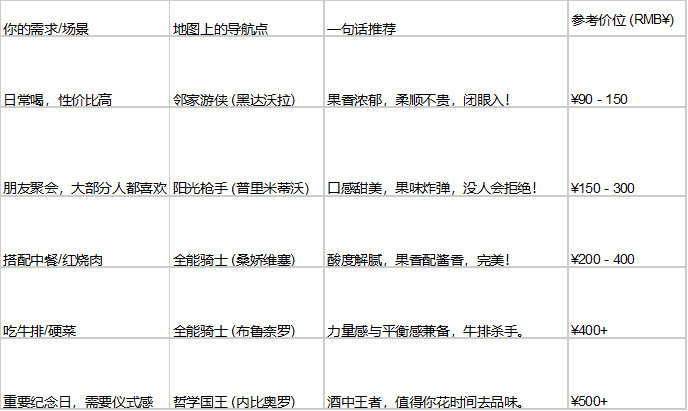 你的需求/场景 地图上的导航点 一句话推荐 参考价位 (RMB¥)
日常喝，性价比高 邻家游侠 (黑达沃拉) 果香浓郁，柔顺不贵，闭眼入！ ¥90 - 150
朋友聚会，大部分人都喜欢 阳光枪手 (普里米蒂沃) 口感甜美，果味炸弹，没人会拒绝！ ¥150 - 300
搭配中餐/红烧肉 全能骑士 (桑娇维塞) 酸度解腻，果香配酱香，完美！ ¥200 - 400
吃牛排/硬菜 全能骑士 (布鲁奈罗) 力量感与平衡感兼备，牛排杀手。 ¥400+
重要纪念日，需要仪式感 哲学国王 (内比奥罗) 酒中王者，值得你花时间去品味。 ¥500+